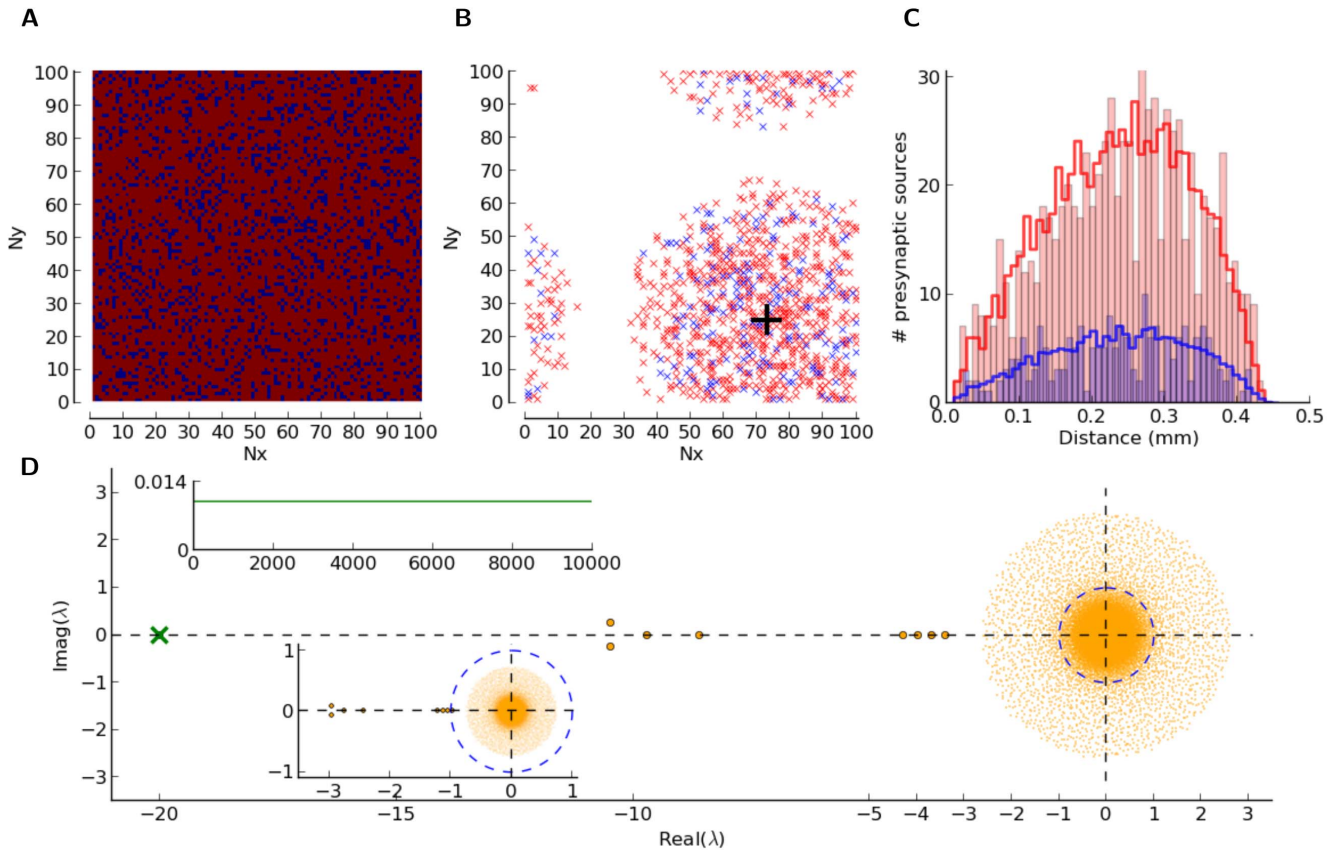 A
B
C
100
90
80
70
60
50
40
30
20
10
0
Ny
0 10 20 30 40 50 60 70 80 90 100
Nx
100
90
80
70
60
50
40
30
20
10
0
Ny
0 10 20 30 40 50 60 70 80 90 100
Nx
30
20
10
0
# presynaptic sources
0.0 0.1 0.2 0.3 0.4 0.5
Distance (mm)
D
3
2
1
0
−1
−2
−3
Imag(λ)
0.014
0
0 2000 4000 6000 8000 10000
1
0
−1
−3 −2 −1 0 1
−20 −15 −10 −5 −4 −3 −2 −1 0 1 2 3
Real(λ)